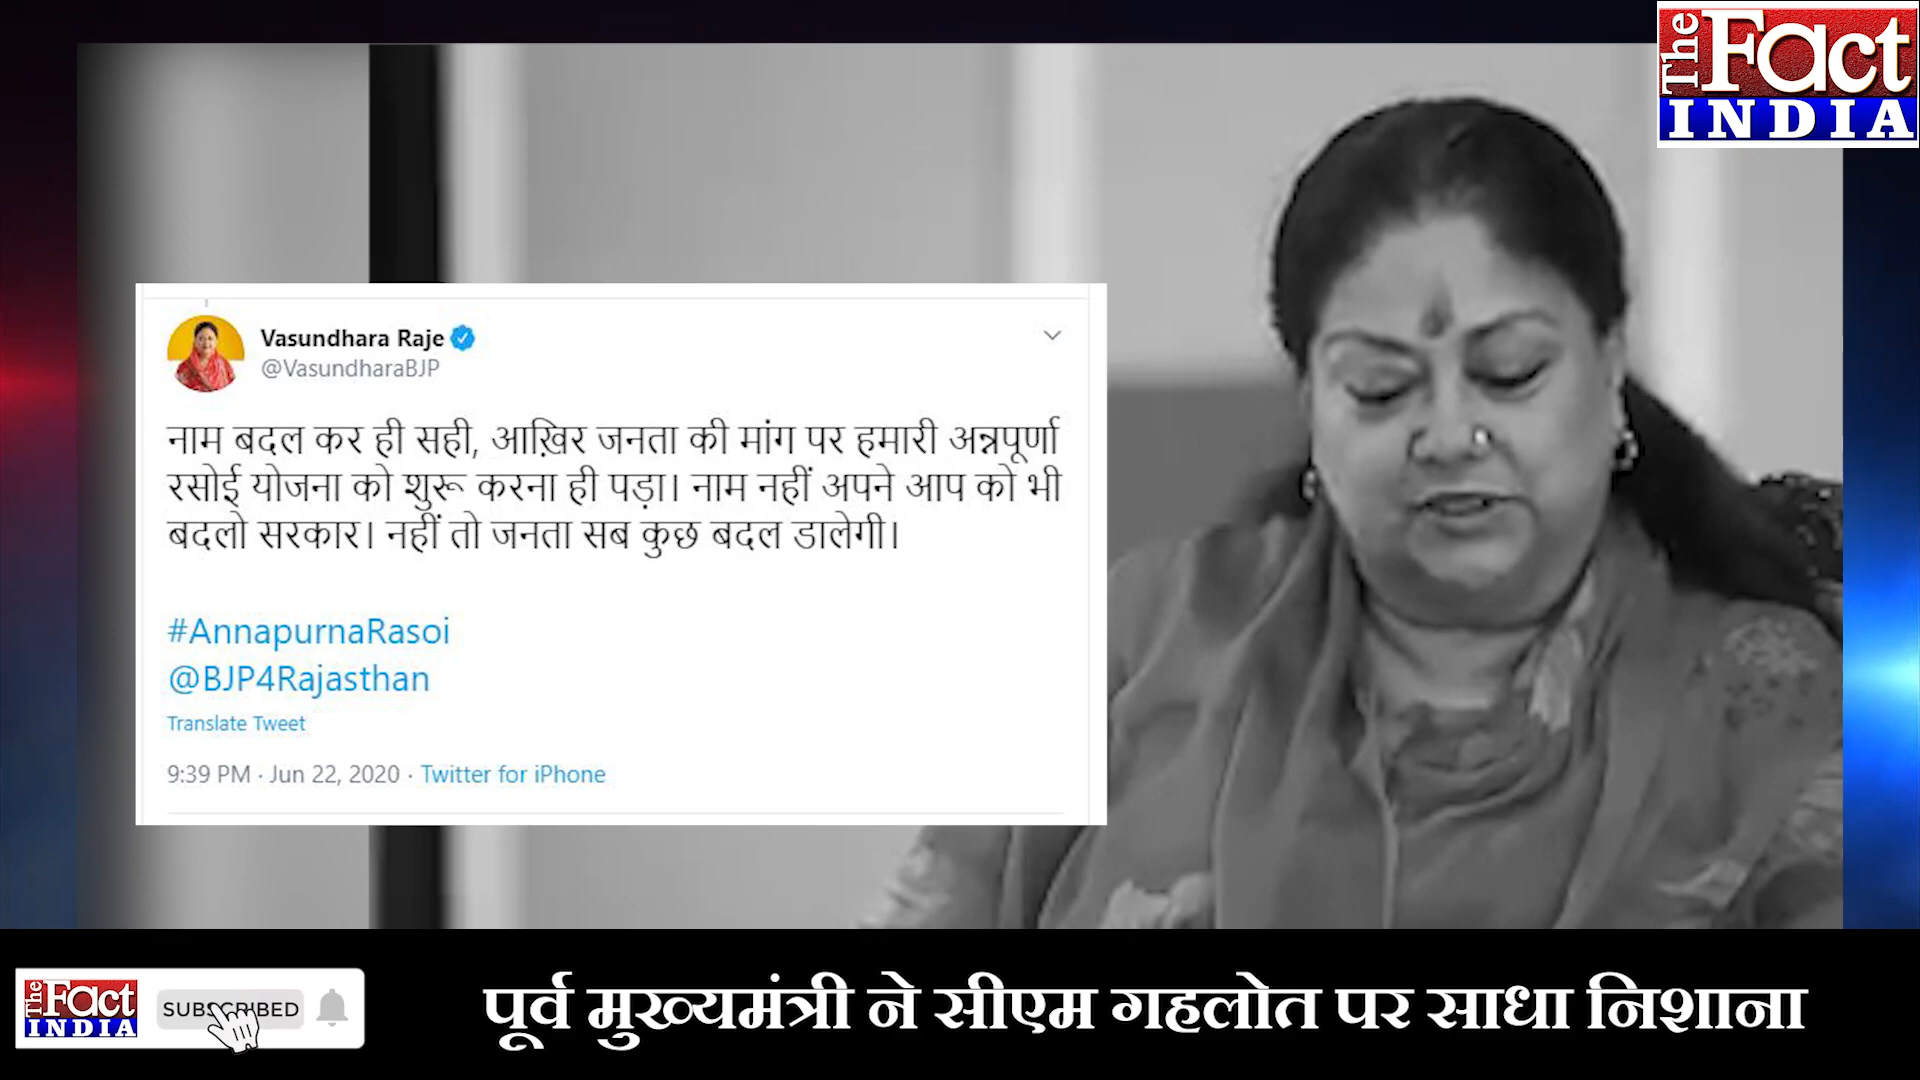 The Fact
INDIA
Vasundhara Raje
@VasundharaBJP
नाम बदल कर ही सही, आख़िर जनता की मांग पर हमारी अन्नपूर्णा
रसोई योजना को शुरू करना ही पड़ा। नाम नहीं अपने आप को भी
बदलो सरकार। नहीं तो जनता सब कुछ बदल डालेगी।
#AnnapurnaRasoi
@BJP4Rajasthan
Translate Tweet
9:39 PM · Jun 22, 2020 · Twitter for iPhone
The Fact
INDIA
SUBSCRIBED
पूर्व मुख्यमंत्री ने सीएम गहलोत पर साधा निशाना